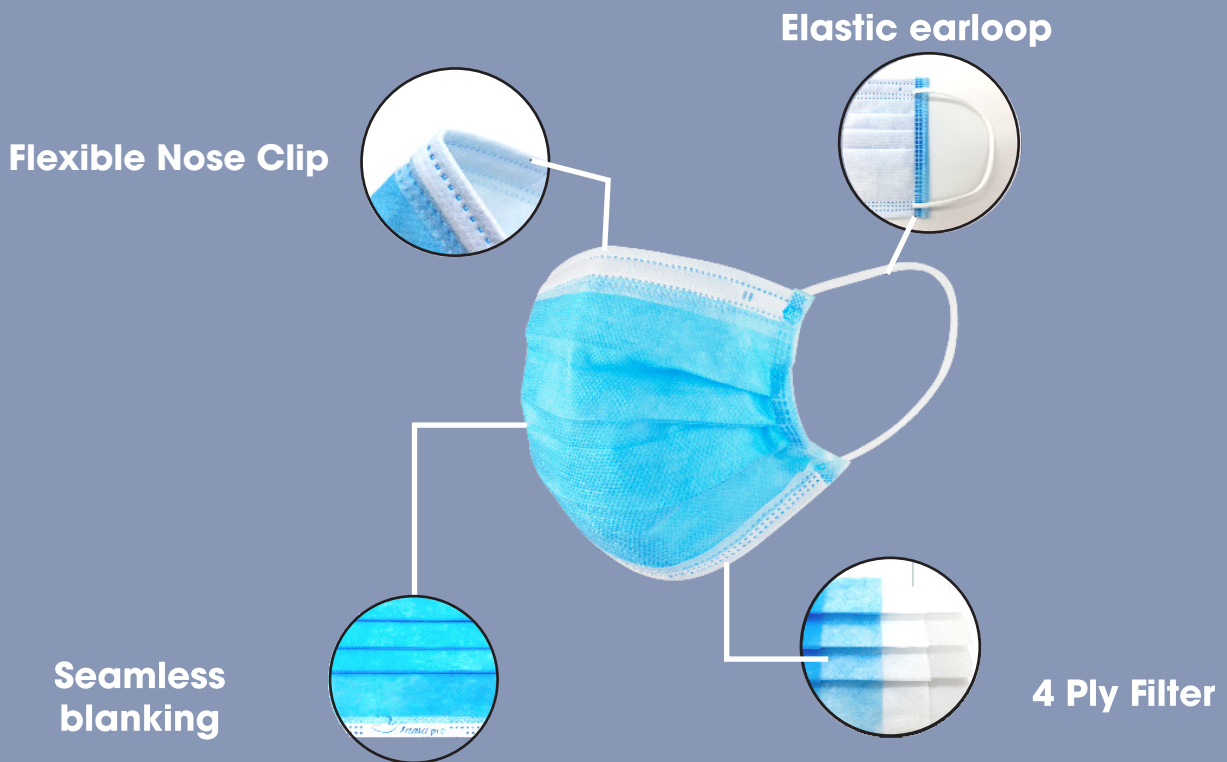 Elastic earloop
Flexible Nose Clip
Seamless
blanking
4 Ply Filter